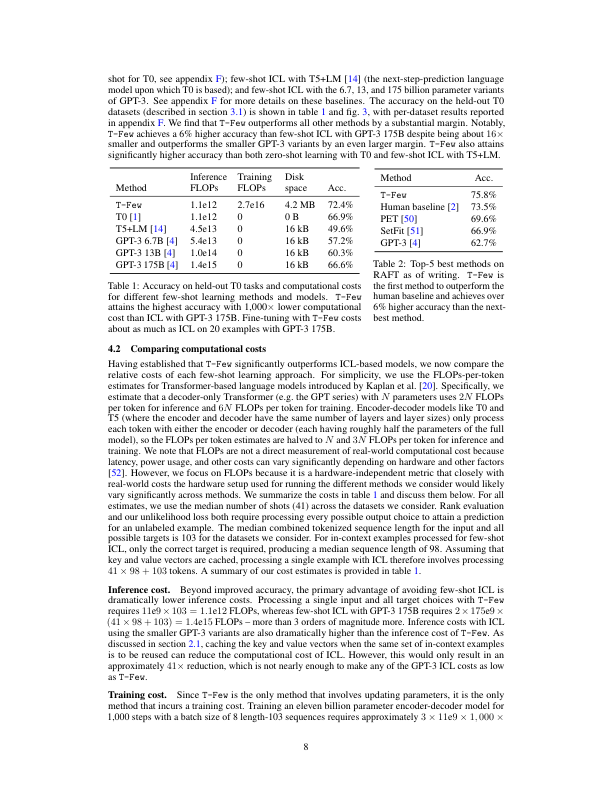 shot for T0, see appendix F); few-shot ICL with T5+LM [14] (the next-step-prediction language
model upon which T0 is based); and few-shot ICL with the 6.7, 13, and 175 billion parameter variants
of GPT-3. See appendix F for more details on these baselines. The accuracy on the held-out T0
datasets (described in section 3.1) is shown in table 1 and fig. 3, with per-dataset results reported
in appendix F. We find that T-Few outperforms all other methods by a substantial margin. Notably,
T-Few achieves a 6% higher accuracy than few-shot ICL with GPT-3 175B despite being about 16×
smaller and outperforms the smaller GPT-3 variants by an even larger margin. T-Few also attains
significantly higher accuracy than both zero-shot learning with T0 and few-shot ICL with T5+LM.
Inference Training Disk
Method FLOPs FLOPs space Acc.
T-Few 1.1e12 2.7e16 4.2 MB 72.4%
T0 [1] 1.1e12 0 0 B 66.9%
T5+LM [14] 4.5e13 0 16 kB 49.6%
GPT-3 6.7B [4] 5.4e13 0 16 kB 57.2%
GPT-3 13B [4] 1.0e14 0 16 kB 60.3%
GPT-3 175B [4] 1.4e15 0 16 kB 66.6%
Table 1: Accuracy on held-out T0 tasks and computational costs
for different few-shot learning methods and models. T-Few
attains the highest accuracy with 1,000× lower computational
cost than ICL with GPT-3 175B. Fine-tuning with T-Few costs
about as much as ICL on 20 examples with GPT-3 175B.
Method Acc.
T-Few 75.8%
Human baseline [2] 73.5%
PET [50] 69.6%
SetFit [51] 66.9%
GPT-3 [4] 62.7%
Table 2: Top-5 best methods on
RAFT as of writing. T-Few is
the first method to outperform the
human baseline and achieves over
6% higher accuracy than the next-
best method.
4.2 Comparing computational costs
Having established that T-Few significantly outperforms ICL-based models, we now compare the
relative costs of each few-shot learning approach. For simplicity, we use the FLOPs-per-token
estimates for Transformer-based language models introduced by Kaplan et al. [20]. Specifically, we
estimate that a decoder-only Transformer (e.g. the GPT series) with N parameters uses 2N FLOPs
per token for inference and 6N FLOPs per token for training. Encoder-decoder models like T0 and
T5 (where the encoder and decoder have the same number of layers and layer sizes) only process
each token with either the encoder or decoder (each having roughly half the parameters of the full
model), so the FLOPs per token estimates are halved to N and 3N FLOPs per token for inference and
training. We note that FLOPs are not a direct measurement of real-world computational cost because
latency, power usage, and other costs can vary significantly depending on hardware and other factors
[52]. However, we focus on FLOPs because it is a hardware-independent metric that closely with
real-world costs the hardware setup used for running the different methods we consider would likely
vary significantly across methods. We summarize the costs in table 1 and discuss them below. For all
estimates, we use the median number of shots (41) across the datasets we consider. Rank evaluation
and our unlikelihood loss both require processing every possible output choice to attain a prediction
for an unlabeled example. The median combined tokenized sequence length for the input and all
possible targets is 103 for the datasets we consider. For in-context examples processed for few-shot
ICL, only the correct target is required, producing a median sequence length of 98. Assuming that
key and value vectors are cached, processing a single example with ICL therefore involves processing
41 × 98 + 103 tokens. A summary of our cost estimates is provided in table 1.
Inference cost. Beyond improved accuracy, the primary advantage of avoiding few-shot ICL is
dramatically lower inference costs. Processing a single input and all target choices with T-Few
requires 11e9 × 103 = 1.1e12 FLOPs, whereas few-shot ICL with GPT-3 175B requires 2 × 175e9 ×
(41 × 98 + 103) = 1.4e15 FLOPs – more than 3 orders of magnitude more. Inference costs with ICL
using the smaller GPT-3 variants are also dramatically higher than the inference cost of T-Few. As
discussed in section 2.1, caching the key and value vectors when the same set of in-context examples
is to be reused can reduce the computational cost of ICL. However, this would only result in an
approximately 41× reduction, which is not nearly enough to make any of the GPT-3 ICL costs as low
as T-Few.
Training cost. Since T-Few is the only method that involves updating parameters, it is the only
method that incurs a training cost. Training an eleven billion parameter encoder-decoder model for
1,000 steps with a batch size of 8 length-103 sequences requires approximately 3 × 11e9 × 1, 000 ×
8